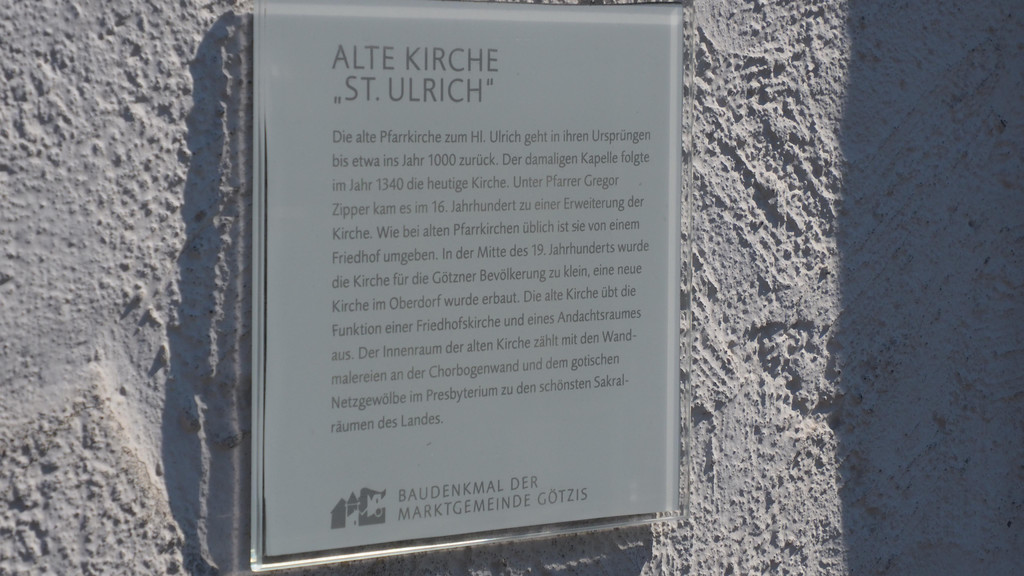 ALTE KIRCHE
„ST. ULRICH“
Die alte Pfarrkirche zum Hl. Ulrich geht in ihren Ursprüngen
bis etwa ins Jahr 1000 zurück. Der damaligen Kapelle folgte
im Jahr 1340 die heutige Kirche. Unter Pfarrer Gregor
Zipper kam es im 16. Jahrhundert zu einer Erweiterung der
Kirche. Wie bei alten Pfarrkirchen üblich ist sie von einem
Friedhof umgeben. In der Mitte des 19. Jahrhunderts wurde
die Kirche für die Götzner Bevölkerung zu klein, eine neue
Kirche im Oberdorf wurde erbaut. Die alte Kirche übt die
Funktion einer Friedhofskirche und eines Andachtsraumes
aus. Der Innenraum der alten Kirche zählt mit den Wand-
malereien an der Chorbogenwand und dem gotischen
Netzgewölbe im Presbyterium zu den schönsten Sakral-
räumen des Landes.
BAUDENKMAL DER
MARKTGEMEINDE GÖTZIS